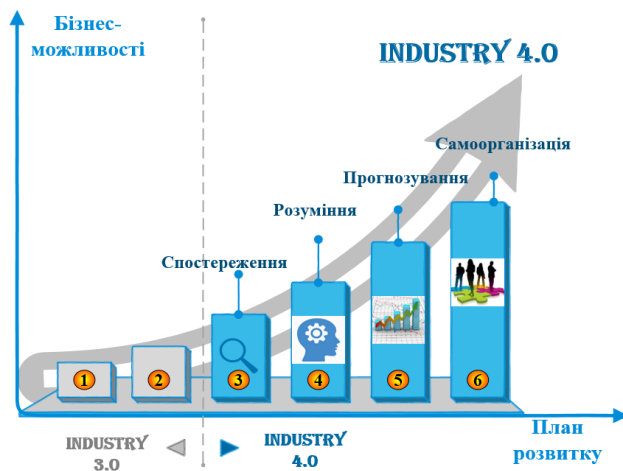 Бізнес-
можливості
INDUSTRY 4.0
Самоорганізація
Прогнозування
Розуміння
Спостереження
1
2
3
4
5
6
INDUSTRY
3.0
INDUSTRY
4.0
План
розвитку